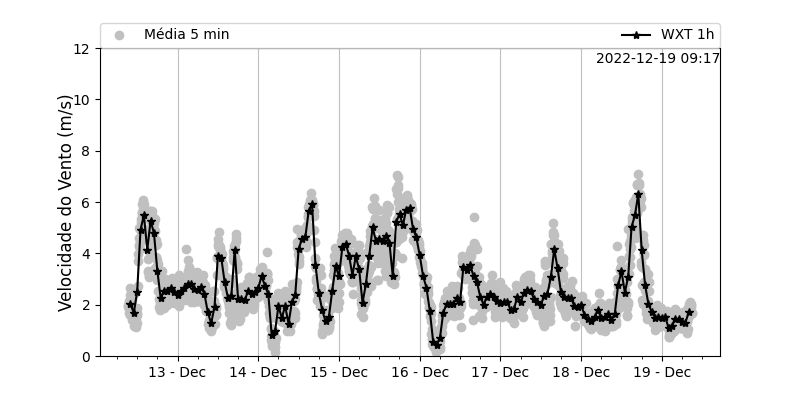 Média 5 min
WXT 1h
2022-12-19 09:17
Velocidade do Vento (m/s)
12
10
8
6
4
2
0
13 - Dec
14 - Dec
15 - Dec
16 - Dec
17 - Dec
18 - Dec
19 - Dec